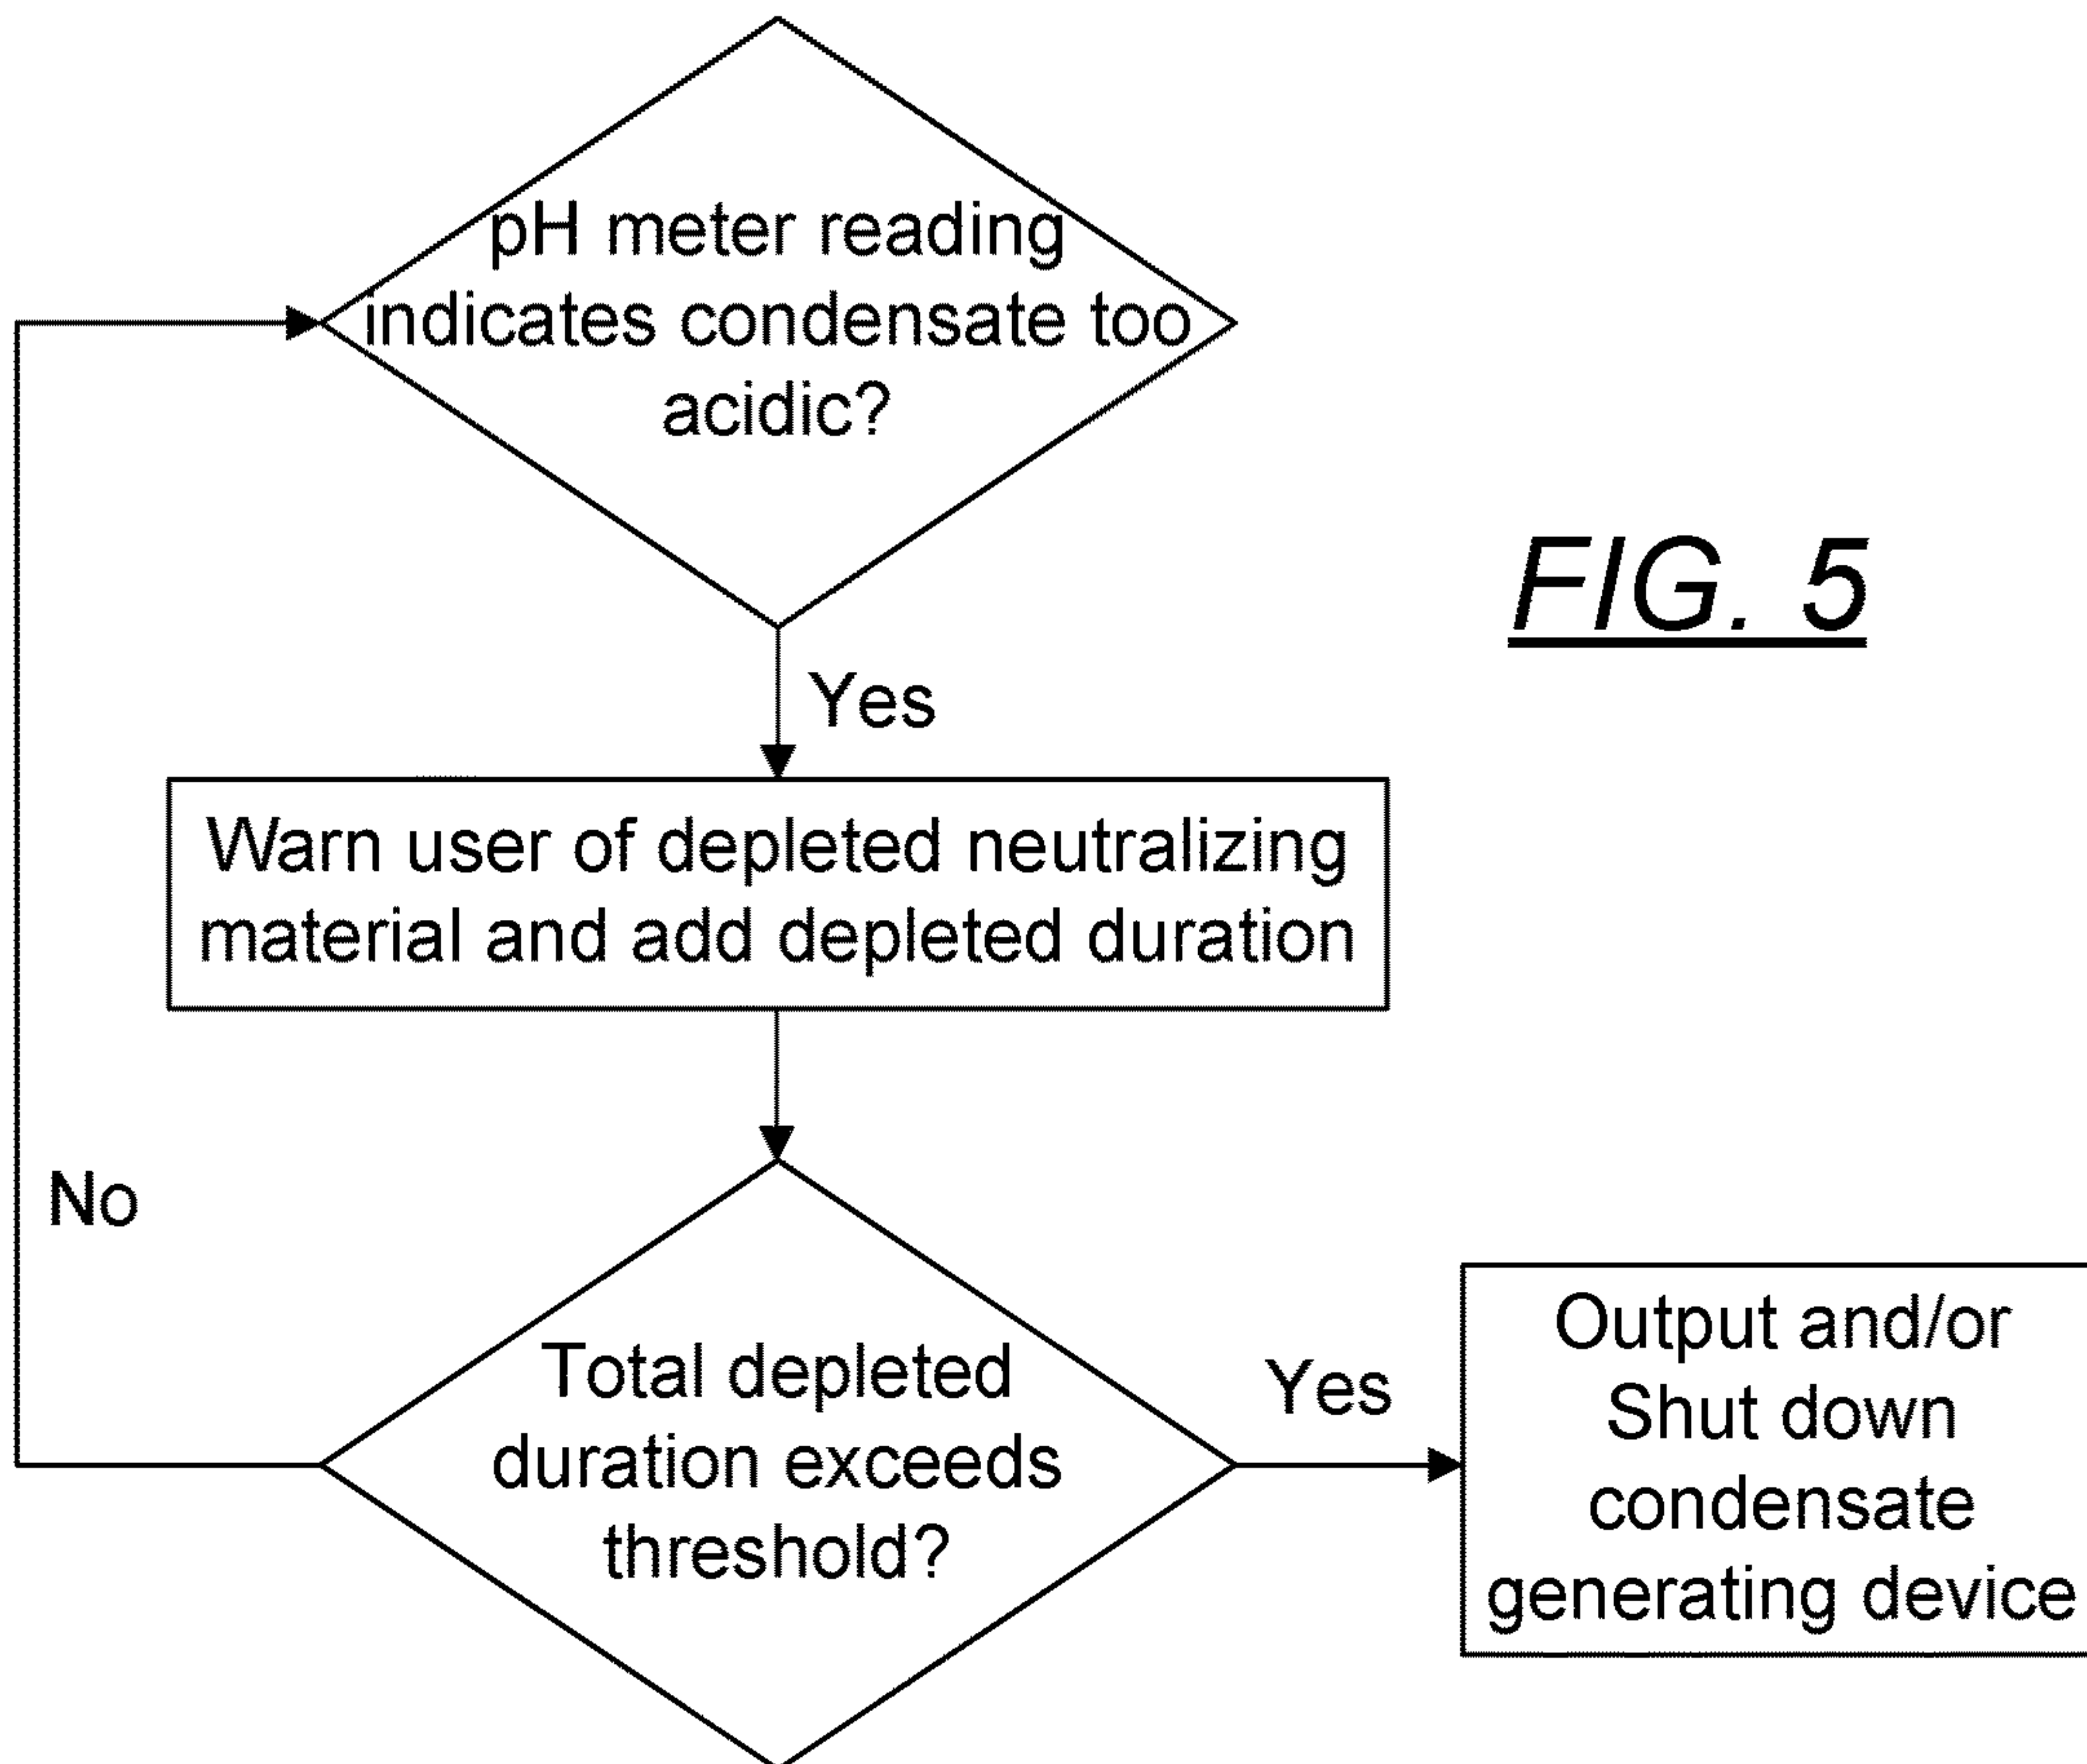 pH meter reading
indicates condensate too
acidic?
FIG. 5
Yes
Warn user of depleted neutralizing
material and add depleted duration
No
Total depleted
duration exceeds
threshold?
Yes
Output and/or
Shut down
condensate
generating device